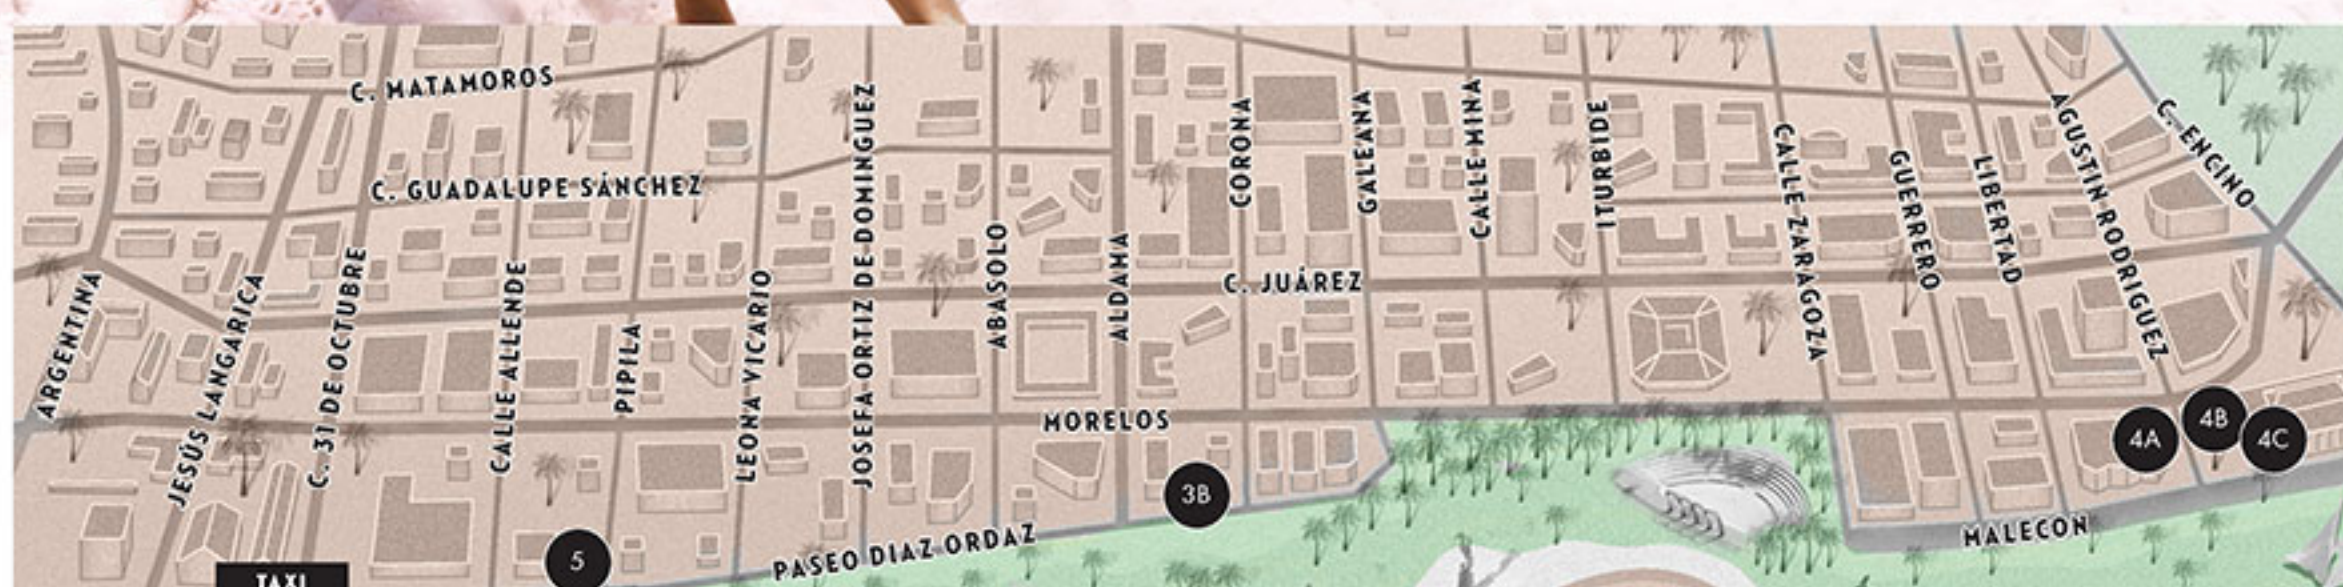 C. MATAMOROS
C. GUADALUPE SÁNCHEZ
ARGENTINA
JESÚS LANGARICA
C. 31 DE OCTUBRE
CALLE ALLENDE
PIPILA
LEONA VICARIO
JOSEFA ORTIZ DE DOMINGUEZ
ABASOLO
ALDAMA
CORONA
GALEANA
CALLE MINA
ITURBIDE
CALLE ZARAGOZA
GUERRERO
LIBERTAD
AGUSTIN RODRIGUEZ
C. ENCINO
C. JUÁREZ
MORELOS
4A
4B
4C
3B
5
PASEO DIAZ ORDAZ
MALECON
TAXI